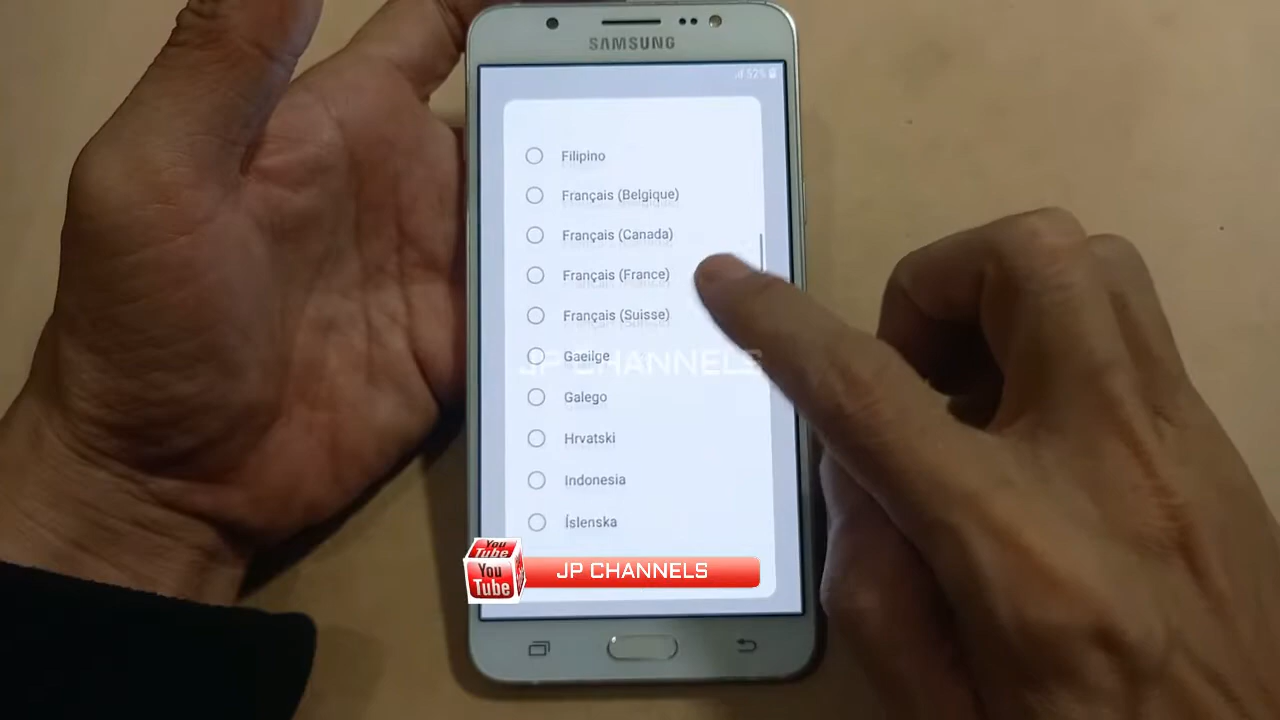 SAMSUNG
52%
Filipino
Français (Belgique)
Français (Canada)
Français (France)
Français (Suisse)
Gaeilge
JP CHANNELS
Galego
Hrvatski
Indonesia
Íslenska
You
Tube
You
Tube
JP CHANNELS